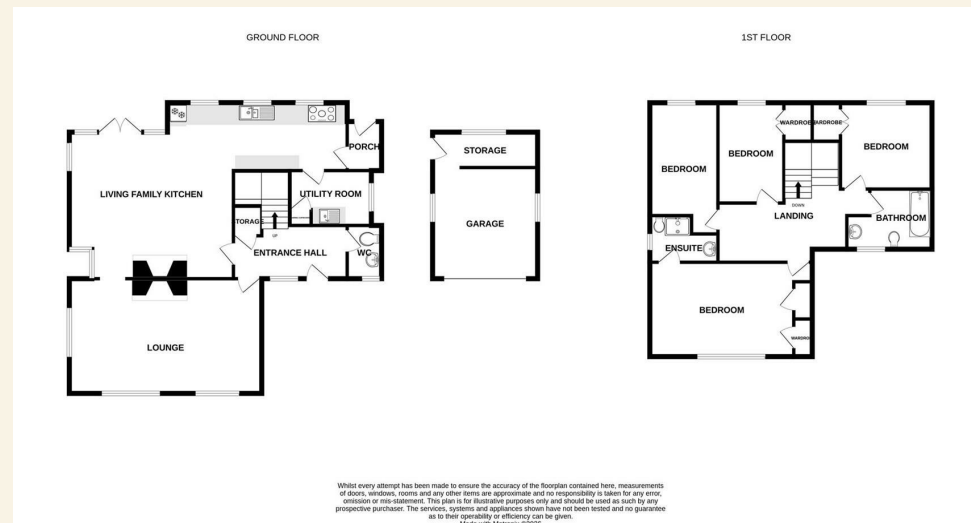 GROUND FLOOR
1ST FLOOR
PORCH
LIVING FAMILY KITCHEN
UTILITY ROOM
TORAGE
UP
ENTRANCE HALL
WC
LOUNGE
STORAGE
GARAGE
WARDROBE
ARDROBE
BEDROOM
BEDROOM
BEDROOM
DOWN
LANDING
BATHROOM
ENSUITE
BEDROOM
WARDRO
Whilst every attempt has been made to ensure the accuracy of the floorplan contained here, measurements
of doors, windows, rooms and any other items are approximate and no responsibility is taken for any error,
omission or mis-statement. This plan is for illustrative purposes only and should be used as such by any
prospective purchaser. The services, systems and appliances shown have not been tested and no guarantee
as to their operability or efficiency can be given.
Made with Metropix